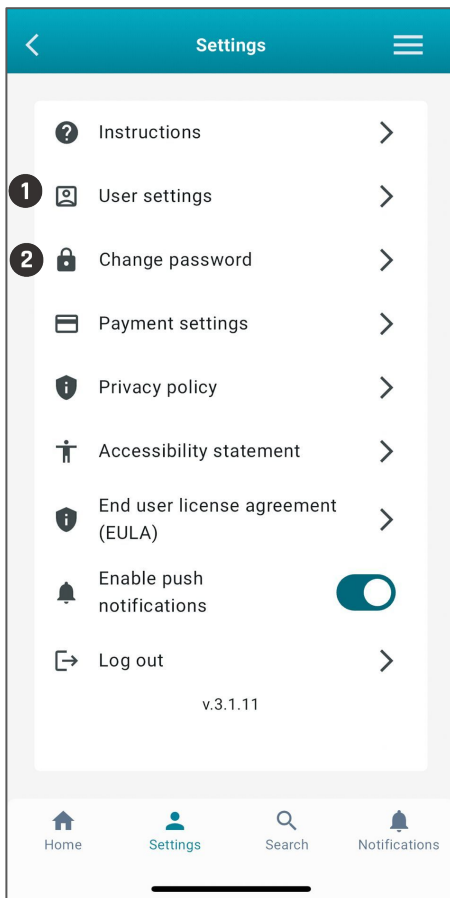 Settings
Instructions
1 User settings
2 Change password
Payment settings
Privacy policy
Accessibility statement
End user license agreement
(EULA)
Enable push
notifications
Log out
v.3.1.11
Home Settings Search Notifications